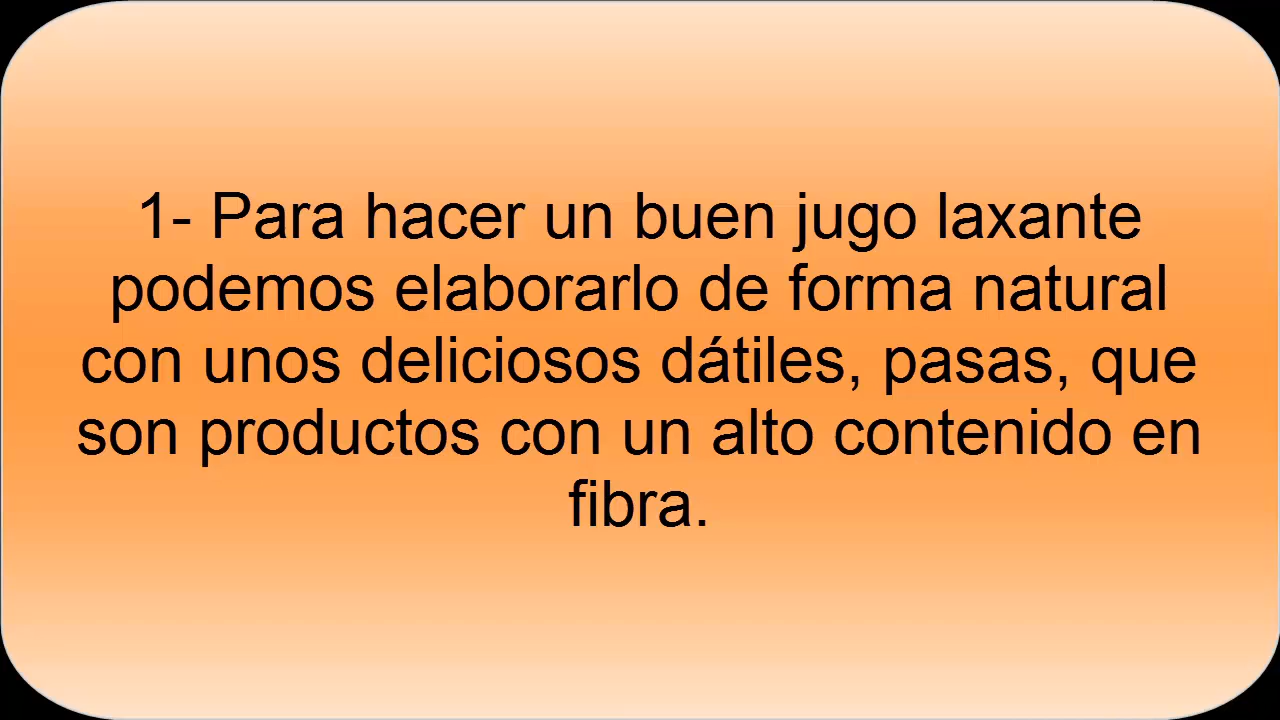 1- Para hacer un buen jugo laxante
podemos elaborarlo de forma natural
con unos deliciosos dátiles, pasas, que
son productos con un alto contenido en
fibra.